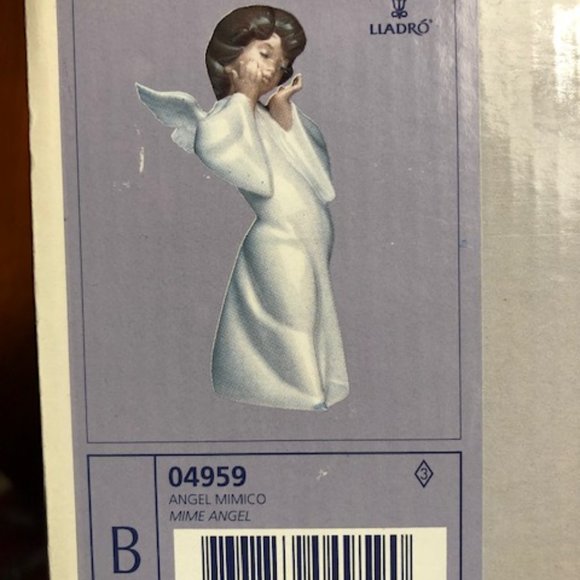 LLADRÓ®
04959
3
ANGEL MIMICO
MIME ANGEL
B